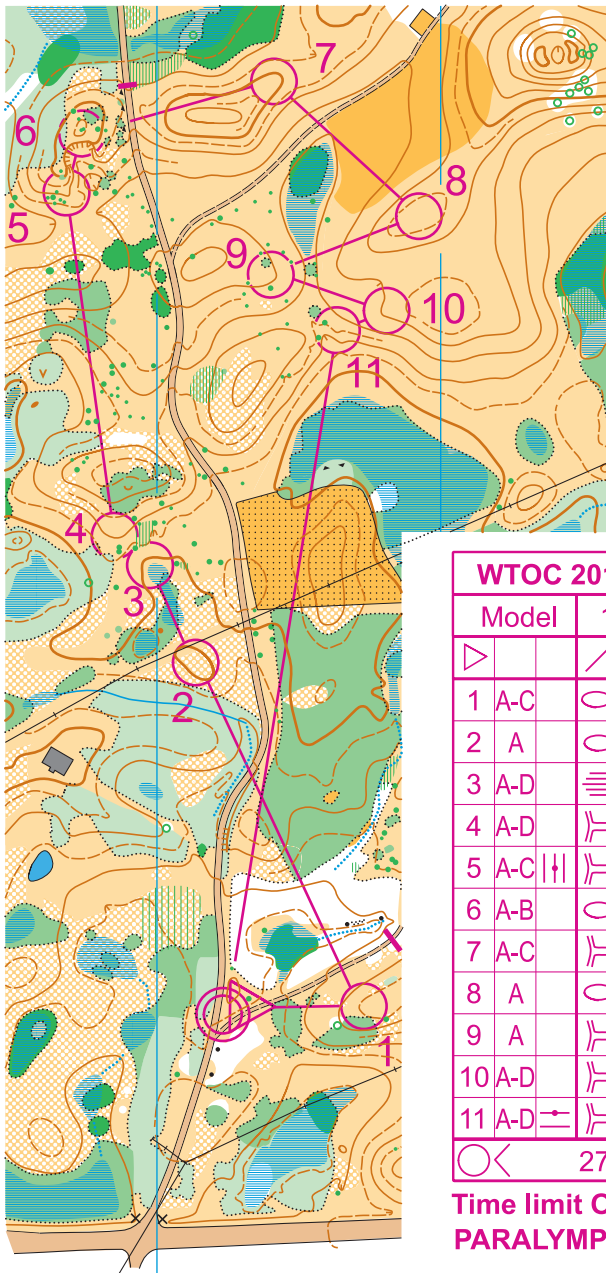 7
6
8
5
9
10
11
4
3
2
1
WTOC 201
Model
1 A-C
2 A
3 A-D
4 A-D
5 A-C
6 A-B
7 A-C
8 A
9 A
10 A-D
11 A-D
27
Time limit
PARALYMP